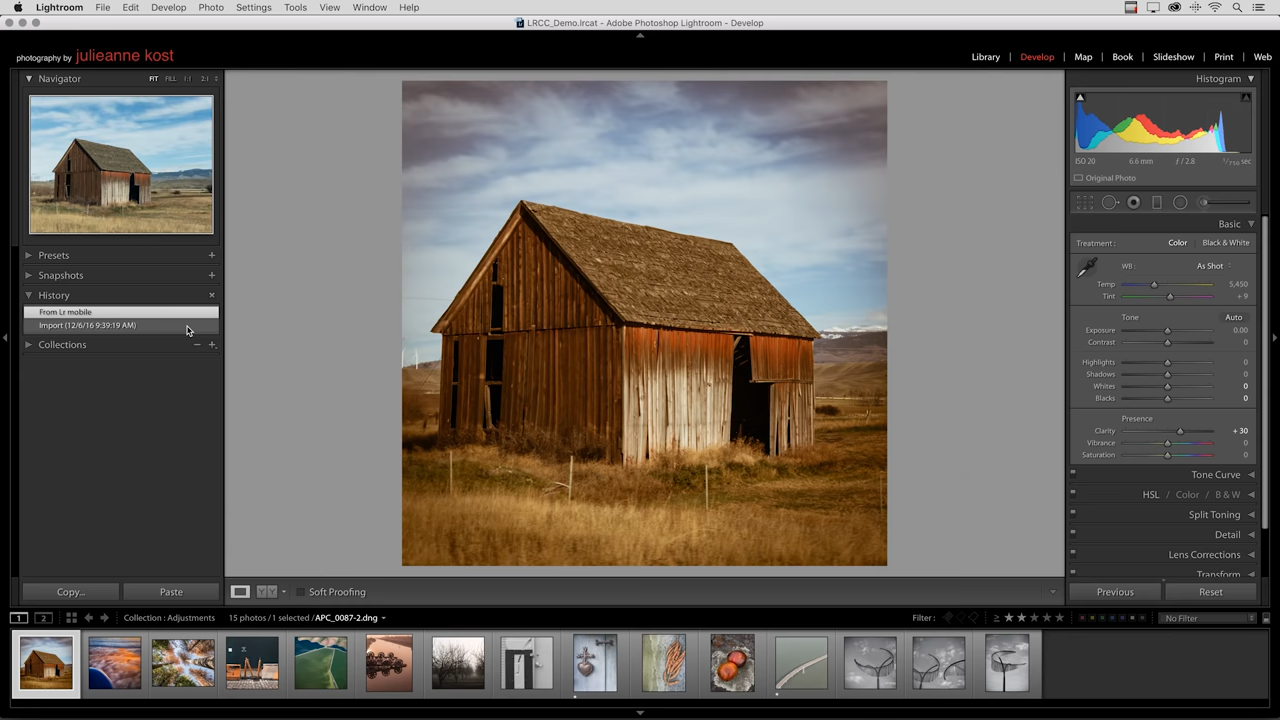 Lightroom File Edit Develop Photo Settings Tools View Window Help
LRCC_Demo.lrcat - Adobe Photoshop Lightroom - Develop
photography by julieanne kost
Library | Develop | Map | Book | Slideshow | Print | Web
Navigator FIT FILL 1:1 2:1
Presets +
Snapshots +
History ×
From Lr mobile
Import (12/6/16 9:39:19 AM)
Collections − +
Copy... Paste
Histogram
ISO 20 6.6 mm ƒ / 2.8 1/750 sec
Original Photo
Basic
Treatment : Color | Black & White
WB : As Shot
Temp 5,450
Tint + 9
Tone Auto
Exposure 0.00
Contrast 0
Highlights 0
Shadows 0
Whites 0
Blacks 0
Presence
Clarity + 30
Vibrance 0
Saturation 0
Tone Curve
HSL / Color / B & W
Split Toning
Detail
Lens Corrections
Transform
Previous Reset
YY Soft Proofing
1 2 Collection : Adjustments 15 photos / 1 selected / APC_0087-2.dng Filter : ≥ ★ ★ ★ ★ ★ No Filter